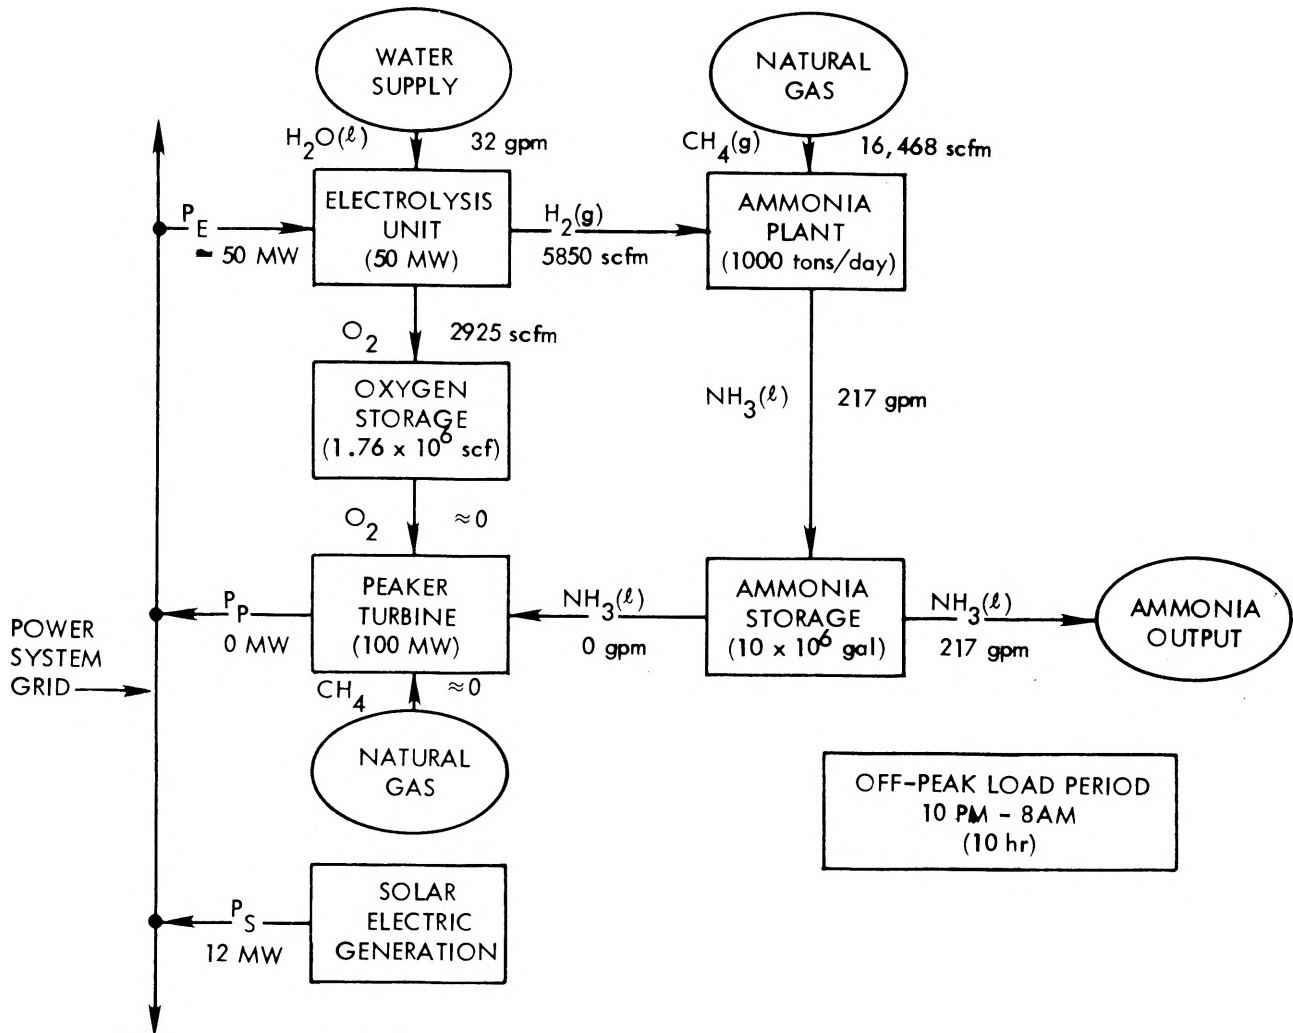 WATER
SUPPLY
NATURAL
GAS
H2O(ℓ)
32 gpm
CH4(g)
16,468 scfm
PE
≈ 50 MW
ELECTROLYSIS
UNIT
(50 MW)
H2(g)
5850 scfm
AMMONIA
PLANT
(1000 tons/day)
O2
2925 scfm
OXYGEN
STORAGE
(1.76 x 10^6 scf)
NH3(ℓ)
217 gpm
O2
≈0
POWER
SYSTEM
GRID
PP
0 MW
PEAKER
TURBINE
(100 MW)
NH3(ℓ)
0 gpm
AMMONIA
STORAGE
(10 x 10^6 gal)
NH3(ℓ)
217 gpm
AMMONIA
OUTPUT
CH4
≈0
NATURAL
GAS
OFF-PEAK LOAD PERIOD
10 PM - 8AM
(10 hr)
PS
12 MW
SOLAR
ELECTRIC
GENERATION